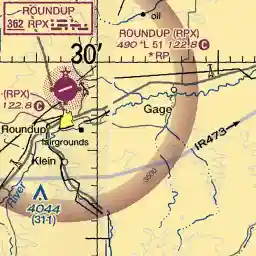 ROUNDUP
362 RPX
oil
30'
ROUNDUP (RPX)
490 *L 51 122.8 C
* RP
(RPX)
122.8 C
Gage
Roundup
fairgrounds
IR473
Klein
River
3500
4044
(311)